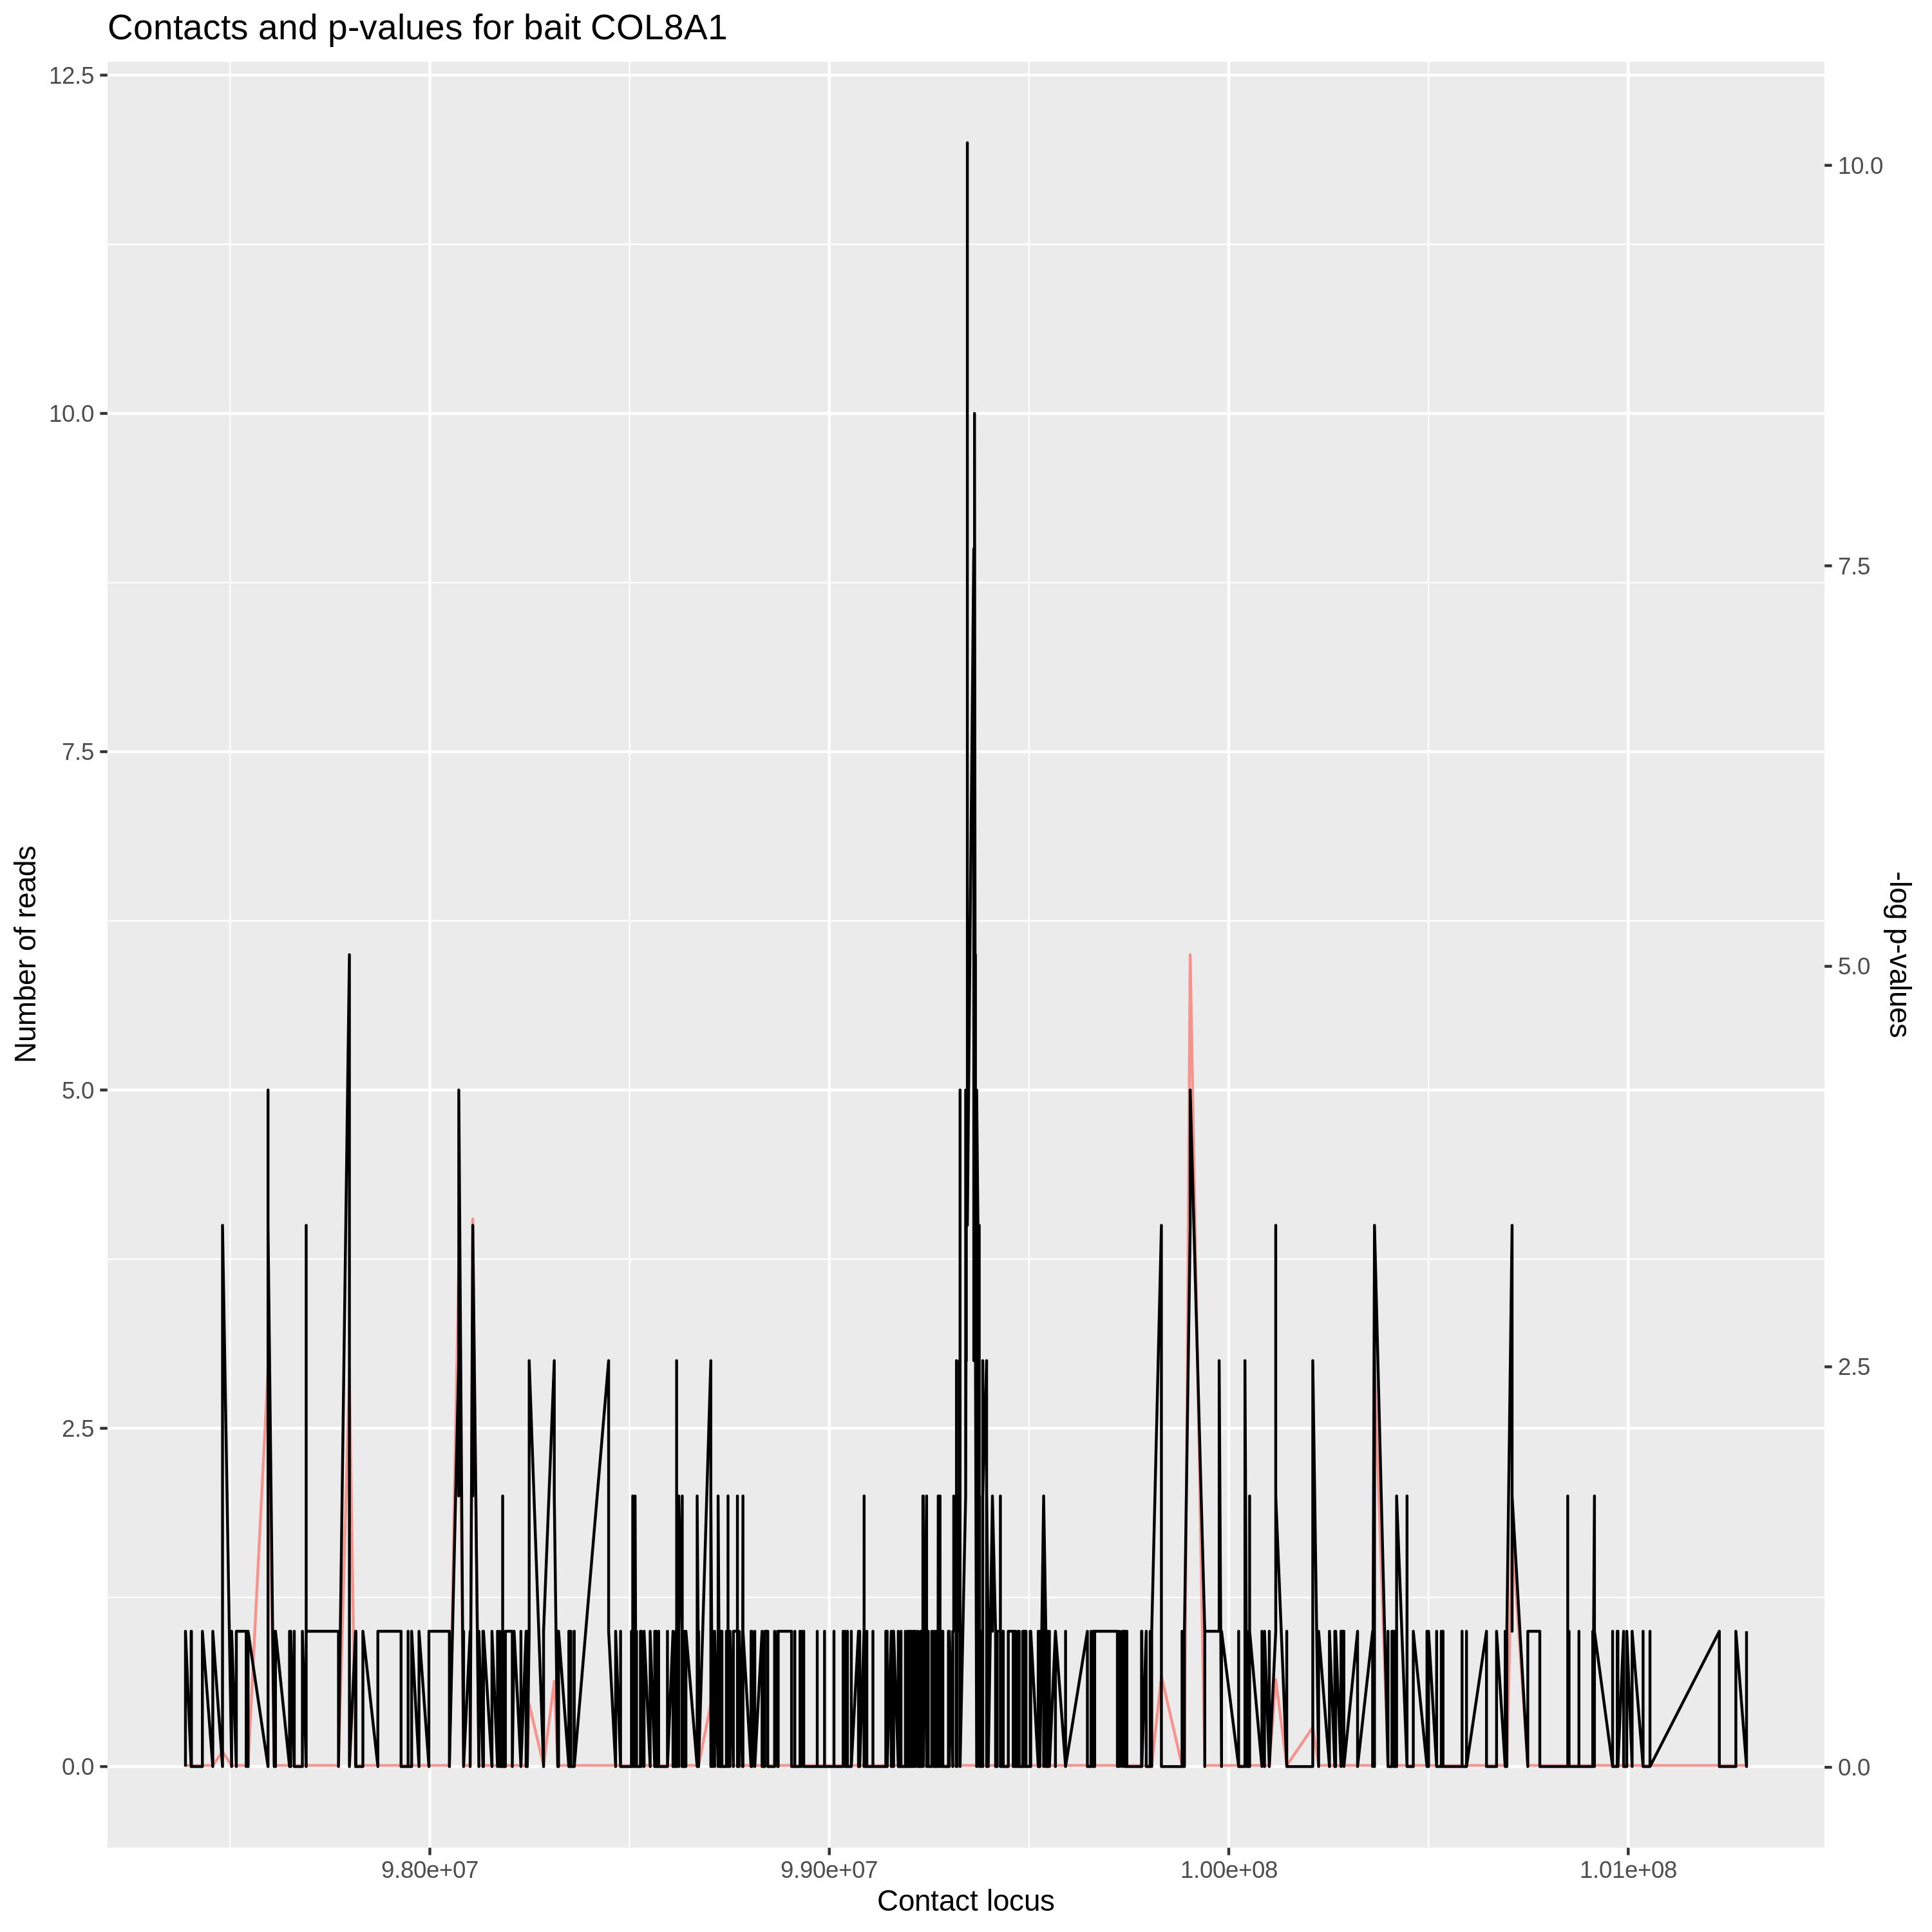 Contacts and p-values for bait COL8A1
12.5
10.0
7.5
5.0
2.5
0.0
Number of reads
10.0
7.5
5.0
2.5
0.0
-log p-values
9.80e+07
9.90e+07
1.00e+08
1.01e+08
Contact locus